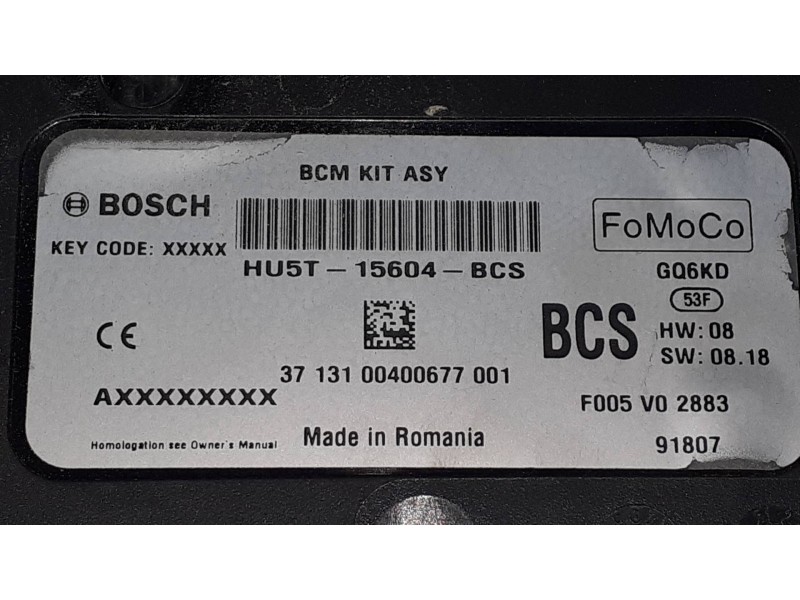 BCM KIT ASY
BOSCH
FoMoCo
KEY CODE: XXXXX
HU5T-15604-BCS
GQ6KD
53F
CE
BCS
HW: 08
SW: 08.18
37 131 00400677 001
AXXXXXXXXX
F005 V0 2883
Homologation see Owner's Manual
Made in Romania
91807